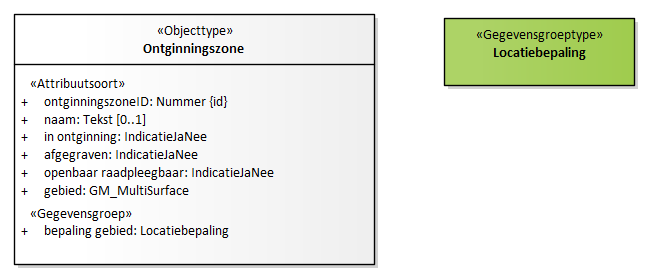 «Objecttype»
Ontginningszone
«Attribuutsoort»
+ ontginningszoneID: Nummer {id}
+ naam: Tekst [0..1]
+ in ontginning: IndicatieJaNee
+ afgegraven: IndicatieJaNee
+ openbaar raadpleegbaar: IndicatieJaNee
+ gebied: GM_MultiSurface
«Gegevensgroep»
+ bepaling gebied: Locatiebepaling
«Gegevensgroeptype»
Locatiebepaling